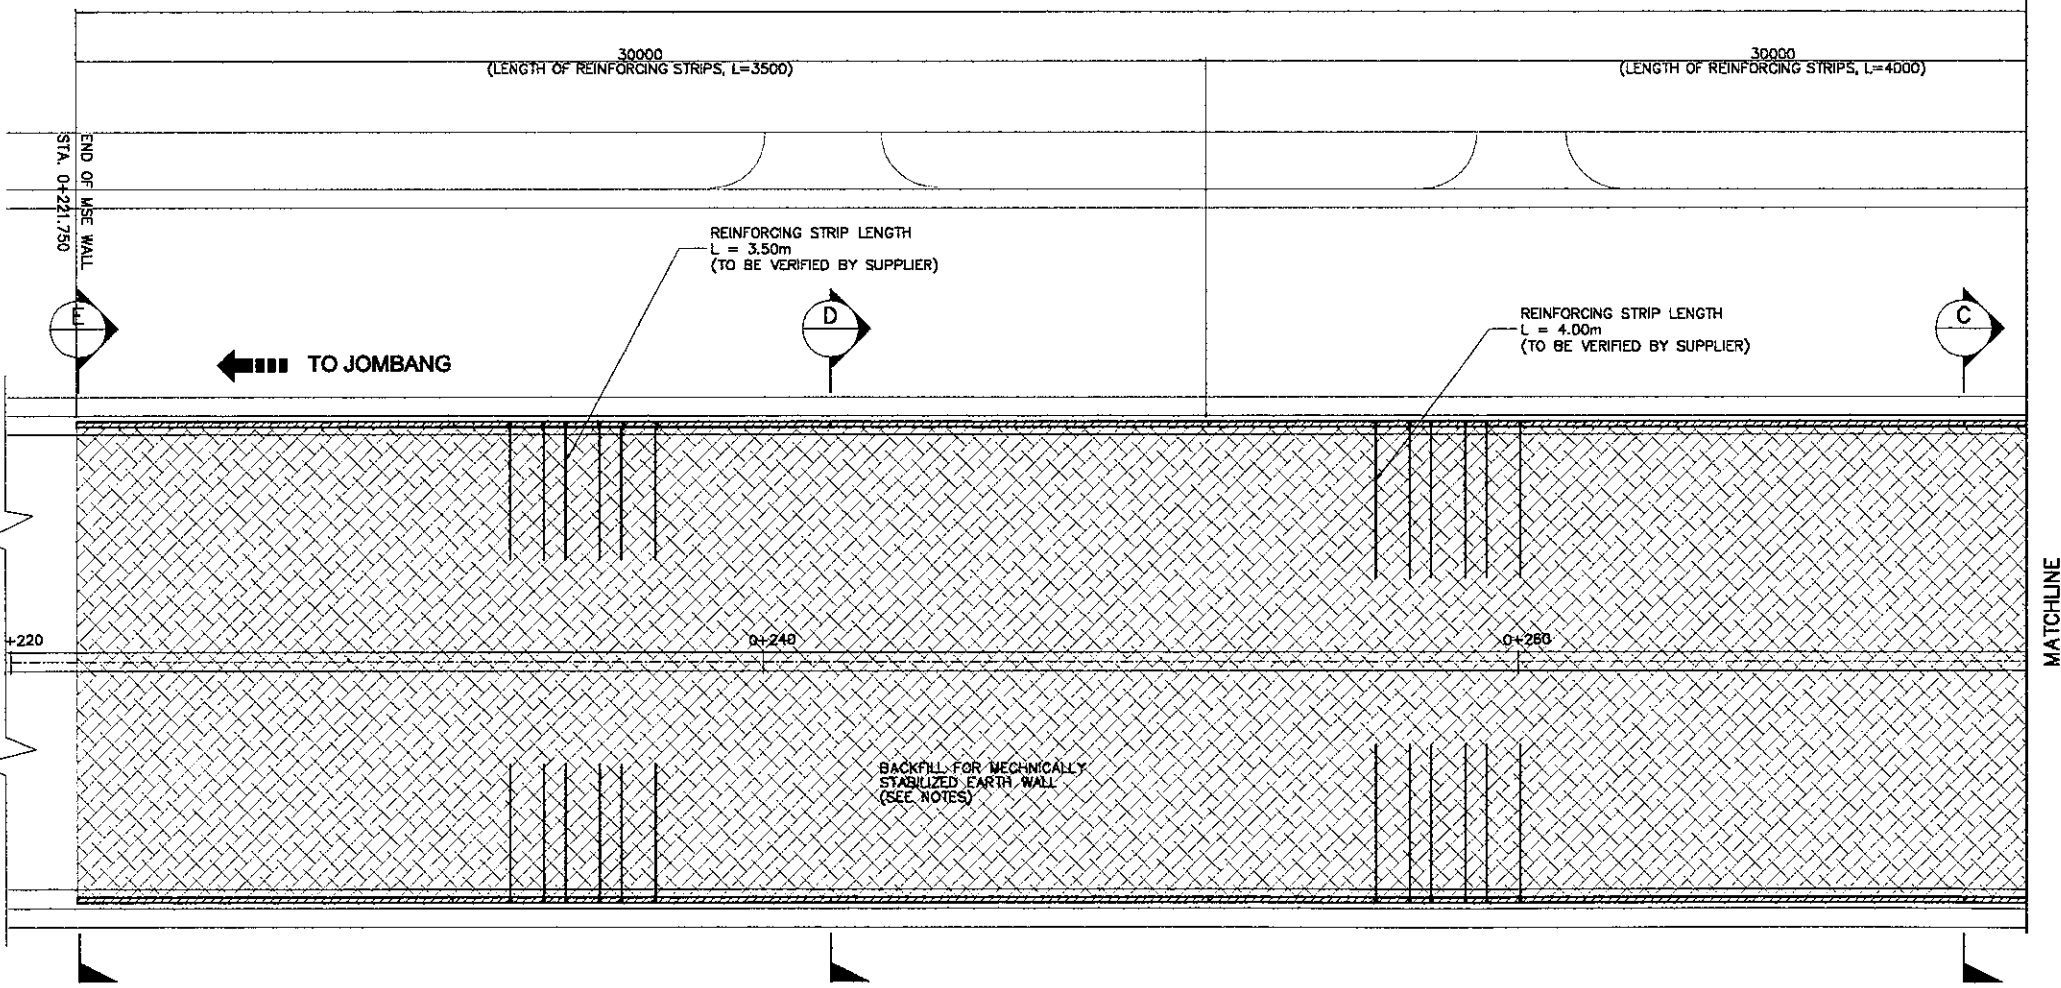 30000
(LENGTH OF REINFORCING STRIPS, L=3500)
30000
(LENGTH OF REINFORCING STRIPS, L=4000)
END OF MSE WALL
STA. 0+221.750
REINFORCING STRIP LENGTH
L = 3.50m
(TO BE VERIFIED BY SUPPLIER)
REINFORCING STRIP LENGTH
L = 4.00m
(TO BE VERIFIED BY SUPPLIER)
E
D
C
TO JOMBANG
+220
0+240
0+260
MATCHLINE
BACKFILL FOR MECHNICALLY
STABILIZED EARTH WALL
(SEE NOTES)